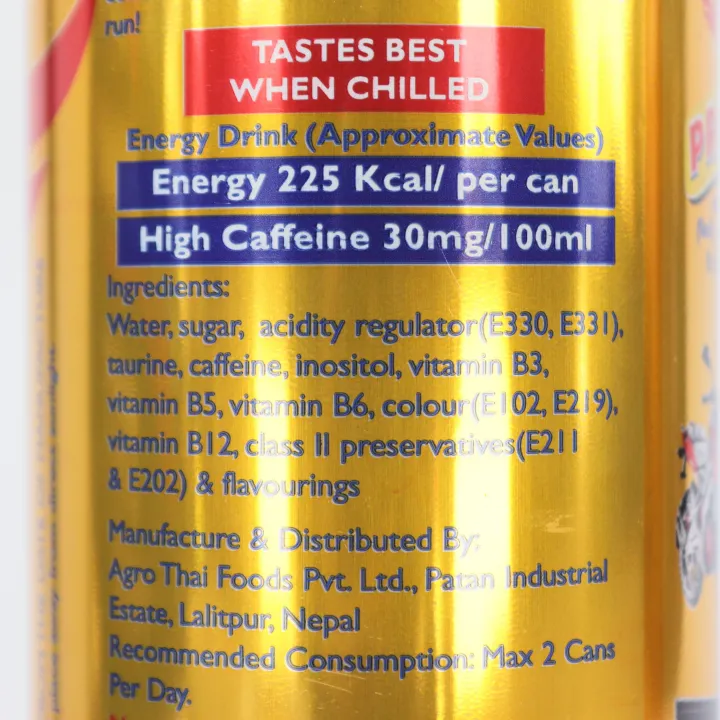 run!
TASTES BEST
WHEN CHILLED
Energy Drink (Approximate Values)
Energy 225 Kcal/ per can
High Caffeine 30mg/100ml
Ingredients:
Water, sugar, acidity regulator(E330, E331),
taurine, caffeine, inositol, vitamin B3,
vitamin B5, vitamin B6, colour(E102, E219),
vitamin B12, class II preservatives(E211
& E202) & flavourings
Manufacture & Distributed By:
Agro Thai Foods Pvt. Ltd., Patan Industrial
Estate, Lalitpur, Nepal
Recommended Consumption: Max 2 Cans
Per Day.